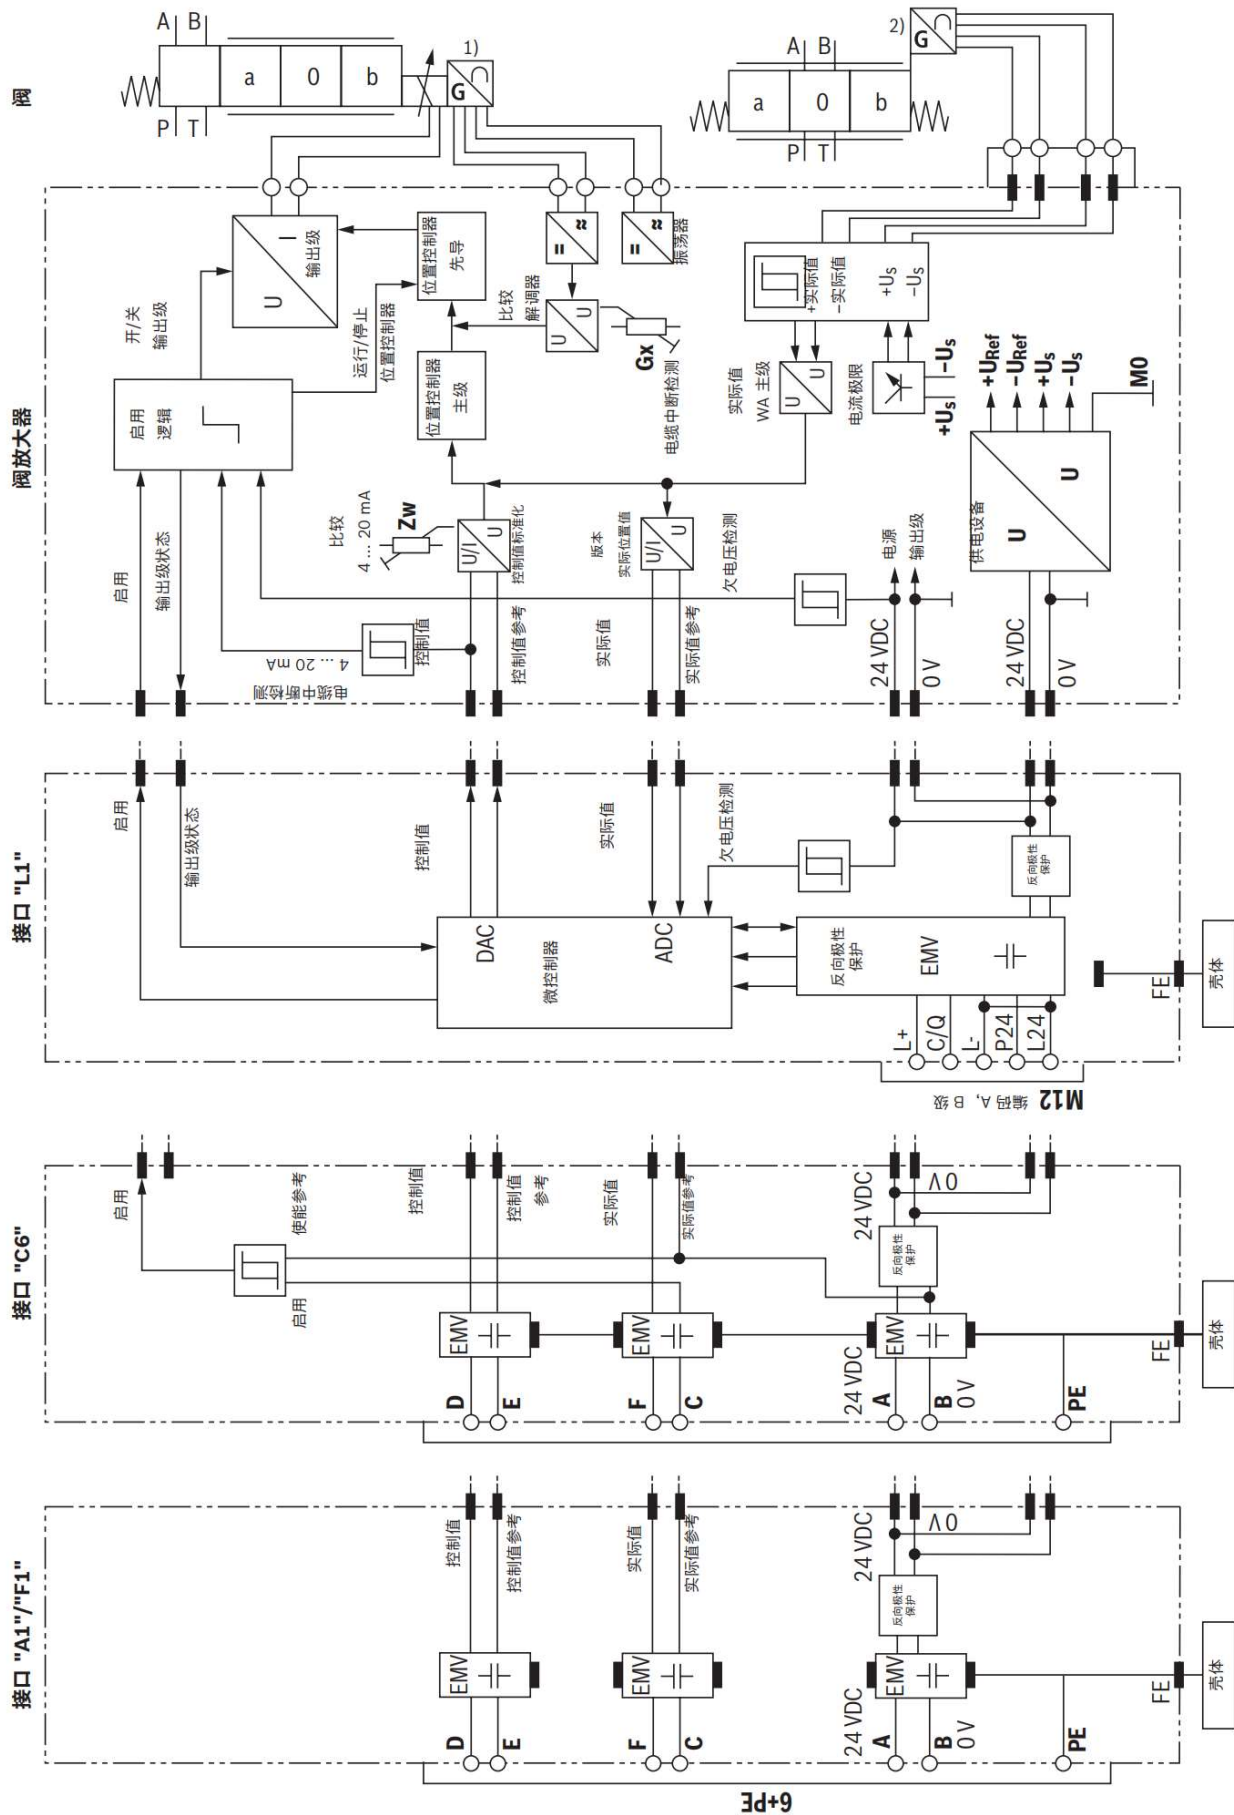 接口 "A1"/"F1"
控制值
控制值参考
EMV
D
E
实际值
实际值参考
EMV
F
C
24 VDC
A
B
0 V
EMV
反向极性
保护
24 VDC
0 V
PE
FE
壳体
6+PE
接口 "C6"
启用
使能参考
启用
控制值
控制值
参考
EMV
D
E
实际值
实际值参考
EMV
F
C
24 VDC
A
B
0 V
EMV
反向极性
保护
24 VDC
0 V
PE
FE
壳体
接口 "L1"
启用
输出级状态
控制值
DAC
微控制器
实际值
ADC
欠电压检测
反向极性
保护
EMV
反向极性
保护
L+
C/Q
L-
P24
L24
M12 编码 A, B 级
FE
壳体
阀放大器
启用
输出级状态
启用
逻辑
开/关
输出级
运行/停止
位置控制器
U
I
输出级
电缆中断检测
4 ... 20 mA
比较
4 ... 20 mA
Zw
控制值
控制值参考
U/I
U
控制值标准化
位置控制器
主级
位置控制器
先导
比较
解调器
U
U
=
≈
=
≈
振荡器
Gx
电缆中断检测
版本
实际位置值
U/I
U
实际值
实际值参考
欠电压检测
实际值
WA 主级
U
U
+实际值
−实际值
+Us
−Us
电流极限
+Us
−Us
24 VDC
0 V
电源
输出级
24 VDC
0 V
供电设备
U
U
+URef
−URef
+Us
−Us
M0
阀
A
B
P
T
a
0
b
1)
G
A
B
P
T
a
0
b
2)
G